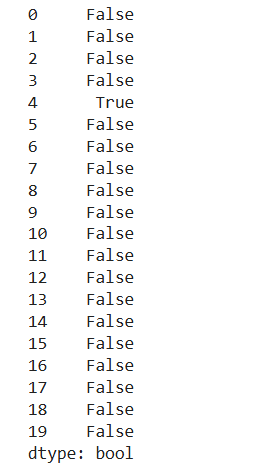 0     False
1     False
2     False
3     False
4      True
5     False
6     False
7     False
8     False
9     False
10    False
11    False
12    False
13    False
14    False
15    False
16    False
17    False
18    False
19    False
dtype: bool